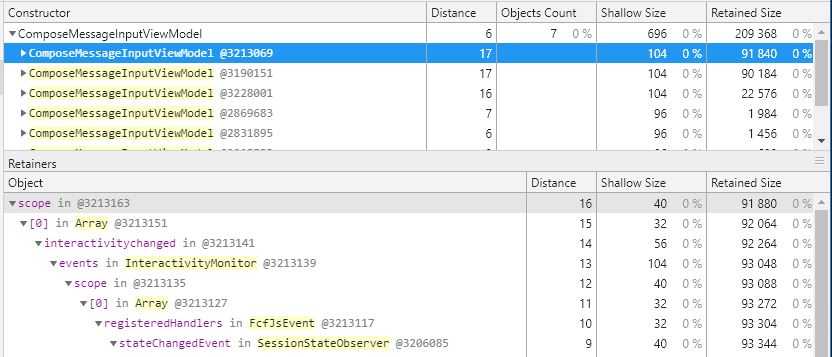 Constructor Distance Objects Count Shallow Size Retained Size
▼ComposeMessageInputViewModel 6 7 0 % 696 0 % 209 368 0 %
▶ComposeMessageInputViewModel @3213069 17 104 0 % 91 840 0 %
▶ComposeMessageInputViewModel @3190151 17 104 0 % 90 184 0 %
▶ComposeMessageInputViewModel @3228001 16 104 0 % 22 576 0 %
▶ComposeMessageInputViewModel @2869683 7 96 0 % 1 984 0 %
▶ComposeMessageInputViewModel @2831895 6 96 0 % 1 456 0 %
Retainers
Object Distance Shallow Size Retained Size
▼scope in @3213163 16 40 0 % 91 880 0 %
▼[0] in Array @3213151 15 32 0 % 92 064 0 %
▼interactivitychanged in @3213141 14 56 0 % 92 264 0 %
▼events in InteractivityMonitor @3213139 13 104 0 % 93 048 0 %
▼scope in @3213135 12 40 0 % 93 088 0 %
▼[0] in Array @3213127 11 32 0 % 93 272 0 %
▼registeredHandlers in FcfJsEvent @3213117 10 32 0 % 93 304 0 %
▼stateChangedEvent in SessionStateObserver @3206085 9 40 0 % 93 344 0 %